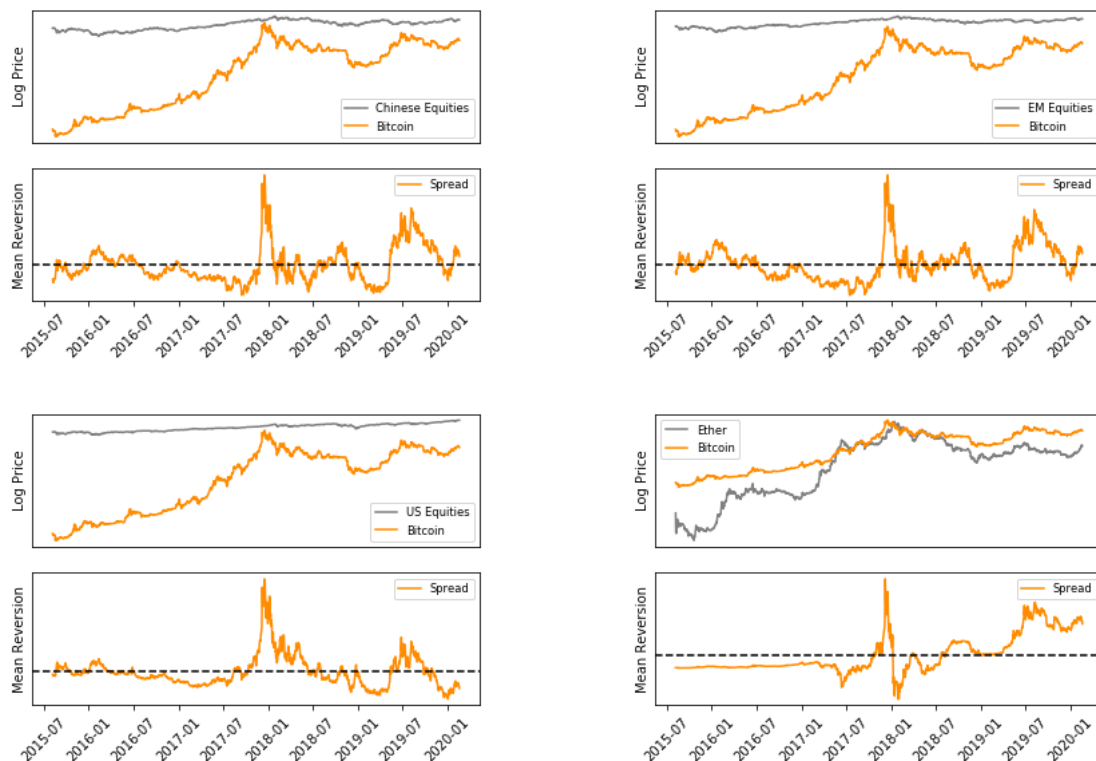 Log Price
Chinese Equities
Bitcoin
Mean Reversion
Spread
2015-07
2016-01
2016-07
2017-01
2017-07
2018-01
2018-07
2019-01
2019-07
2020-01
Log Price
EM Equities
Bitcoin
Mean Reversion
Spread
2015-07
2016-01
2016-07
2017-01
2017-07
2018-01
2018-07
2019-01
2019-07
2020-01
Log Price
US Equities
Bitcoin
Mean Reversion
Spread
2015-07
2016-01
2016-07
2017-01
2017-07
2018-01
2018-07
2019-01
2019-07
2020-01
Log Price
Ether
Bitcoin
Mean Reversion
Spread
2015-07
2016-01
2016-07
2017-01
2017-07
2018-01
2018-07
2019-01
2019-07
2020-01